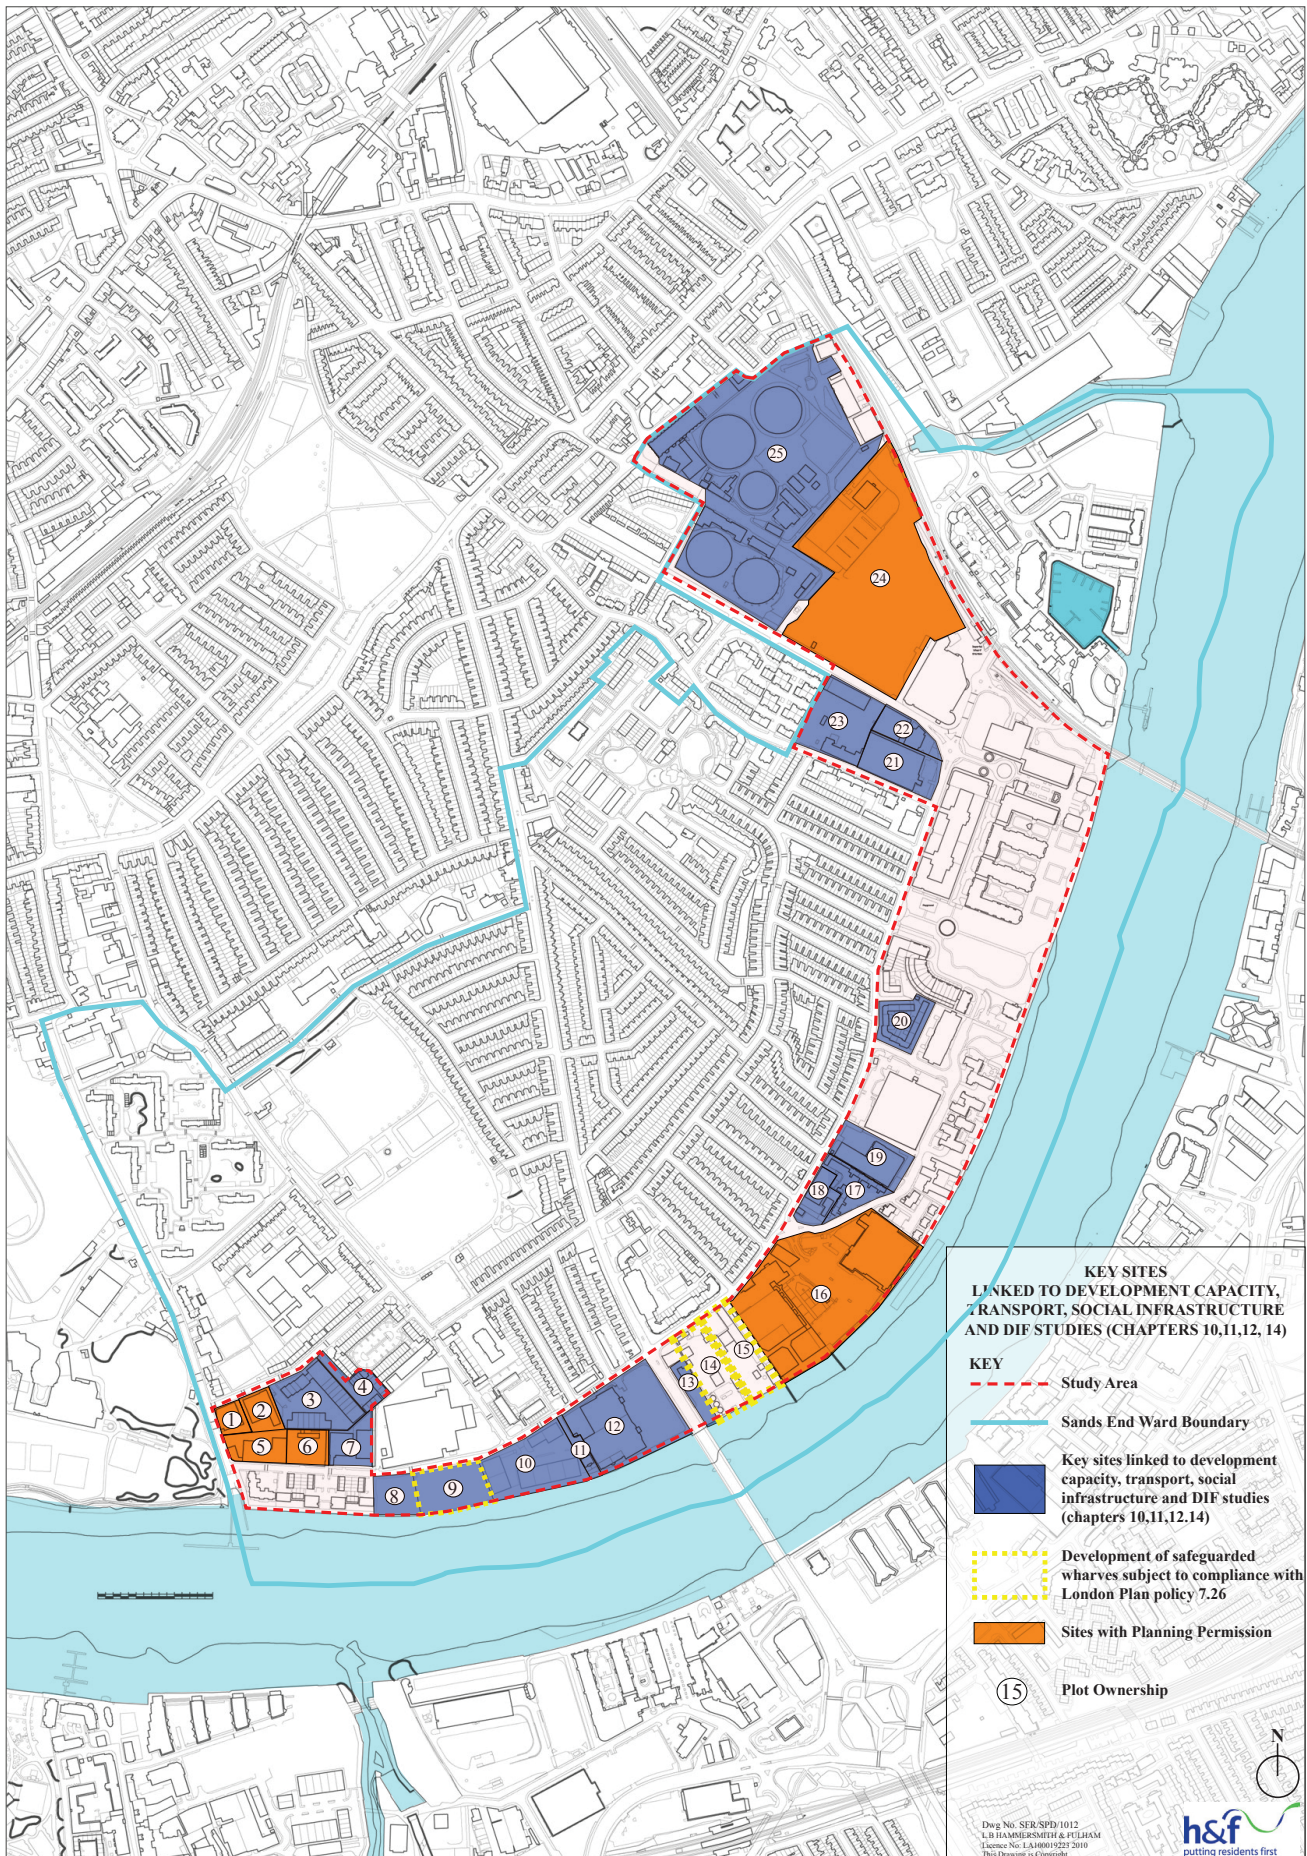 25
24
23
22
21
20
19
18
17
16
15
14
13
12
11
10
9
8
1
2
3
4
5
6
7
KEY SITES
LINKED TO DEVELOPMENT CAPACITY,
TRANSPORT, SOCIAL INFRASTRUCTURE
AND DIF STUDIES (CHAPTERS 10,11,12, 14)
KEY
Study Area
Sands End Ward Boundary
Key sites linked to development
capacity, transport, social
infrastructure and DIF studies
(chapters 10,11,12.14)
Development of safeguarded
wharves subject to compliance with
London Plan policy 7.26
Sites with Planning Permission
15
Plot Ownership
N
Dwg No. SFR/SPD/1012
L B HAMMERSMITH & FULHAM
Licence No: LA100019223 2010
This Drawing is Copyright
h&f
putting residents first